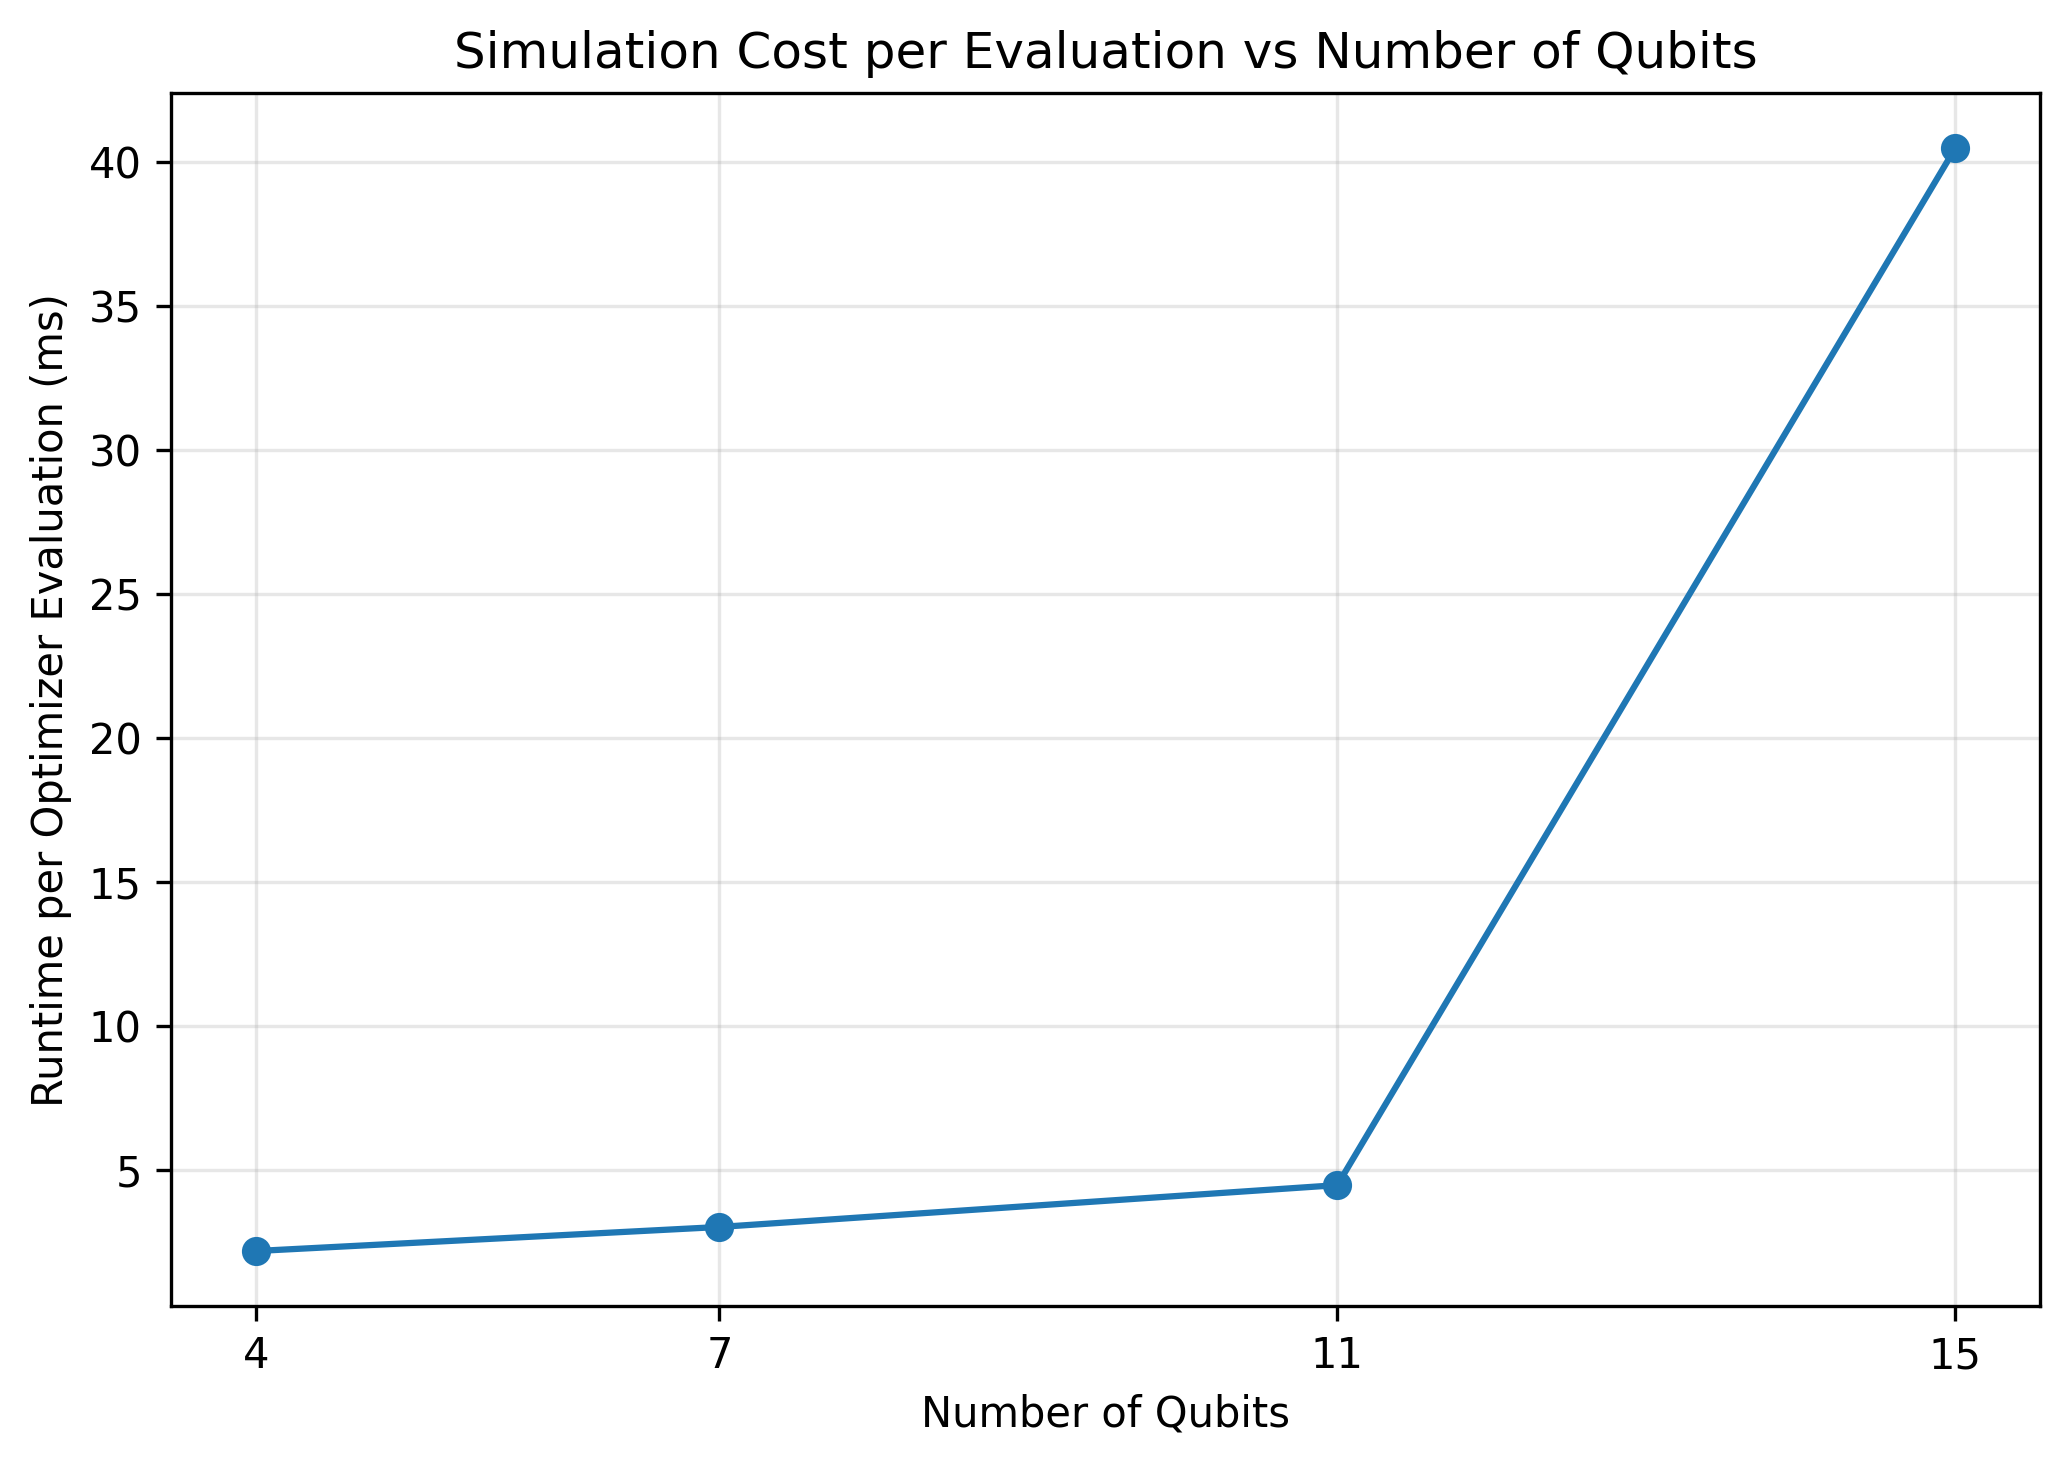 Simulation Cost per Evaluation vs Number of Qubits
Runtime per Optimizer Evaluation (ms)
40
35
30
25
20
15
10
5
4 7 11 15
Number of Qubits